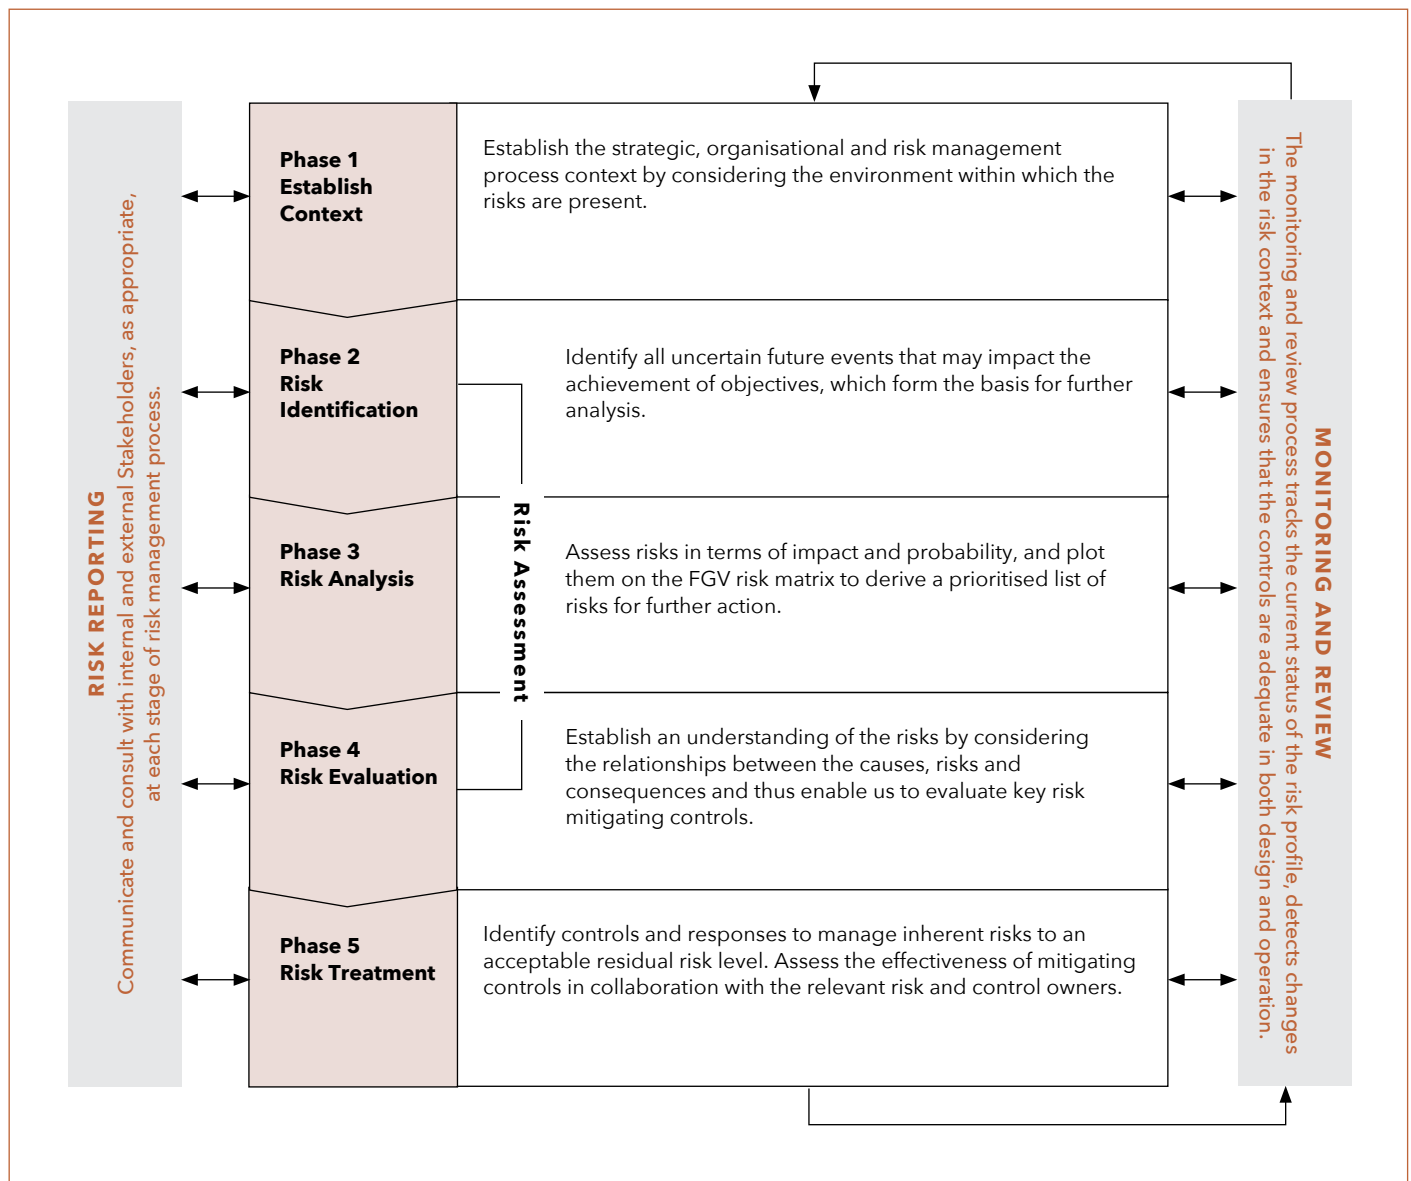 RISK REPORTING
Communicate and consult with internal and external Stakeholders, as appropriate,
at each stage of risk management process.
Phase 1
Establish
Context
Establish the strategic, organisational and risk management
process context by considering the environment within which the
risks are present.
Phase 2
Risk
Identification
Identify all uncertain future events that may impact the
achievement of objectives, which form the basis for further
analysis.
Risk Assessment
Phase 3
Risk Analysis
Assess risks in terms of impact and probability, and plot
them on the FGV risk matrix to derive a prioritised list of
risks for further action.
Phase 4
Risk Evaluation
Establish an understanding of the risks by considering
the relationships between the causes, risks and
consequences and thus enable us to evaluate key risk
mitigating controls.
Phase 5
Risk Treatment
Identify controls and responses to manage inherent risks to an
acceptable residual risk level. Assess the effectiveness of mitigating
controls in collaboration with the relevant risk and control owners.
MONITORING AND REVIEW
The monitoring and review process tracks the current status of the risk profile, detects changes
in the risk context and ensures that the controls are adequate in both design and operation.